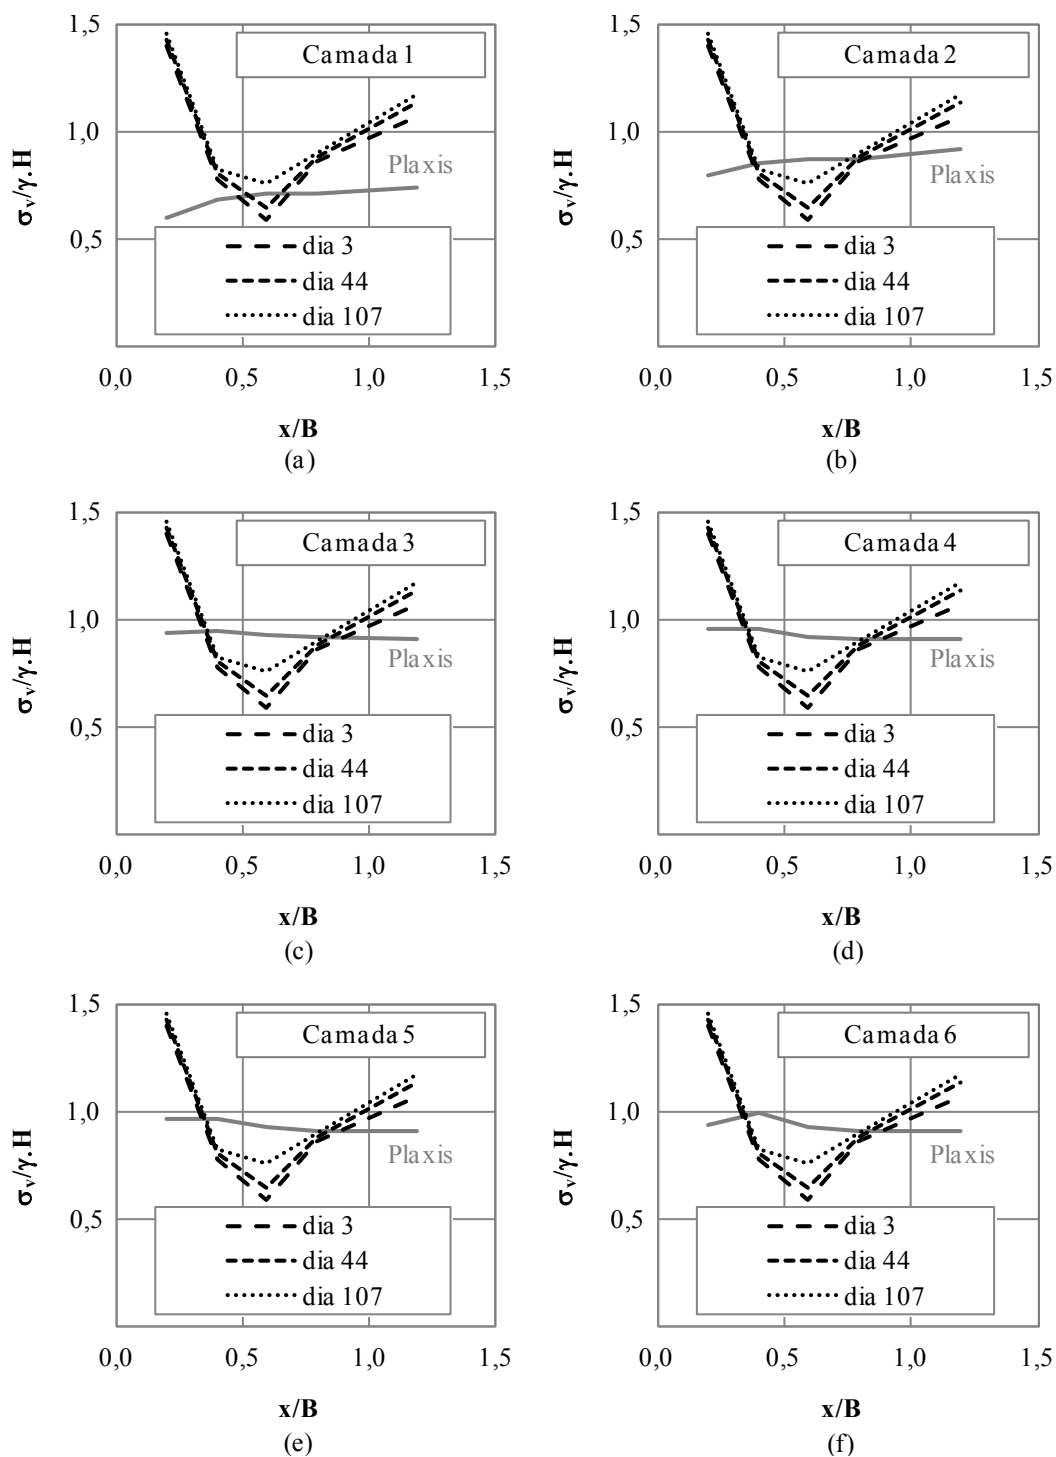 1,5
Camada 1
1,0
Plaxis
0,5
dia 3
dia 44
dia 107
0,0 0,5 1,0 1,5
σv/γ.H
x/B
(a)
1,5
Camada 2
1,0
Plaxis
0,5
dia 3
dia 44
dia 107
0,0 0,5 1,0 1,5
σv/γ.H
x/B
(b)
1,5
Camada 3
1,0
Plaxis
0,5
dia 3
dia 44
dia 107
0,0 0,5 1,0 1,5
σv/γ.H
x/B
(c)
1,5
Camada 4
1,0
Plaxis
0,5
dia 3
dia 44
dia 107
0,0 0,5 1,0 1,5
σv/γ.H
x/B
(d)
1,5
Camada 5
1,0
Plaxis
0,5
dia 3
dia 44
dia 107
0,0 0,5 1,0 1,5
σv/γ.H
x/B
(e)
1,5
Camada 6
1,0
Plaxis
0,5
dia 3
dia 44
dia 107
0,0 0,5 1,0 1,5
σv/γ.H
x/B
(f)